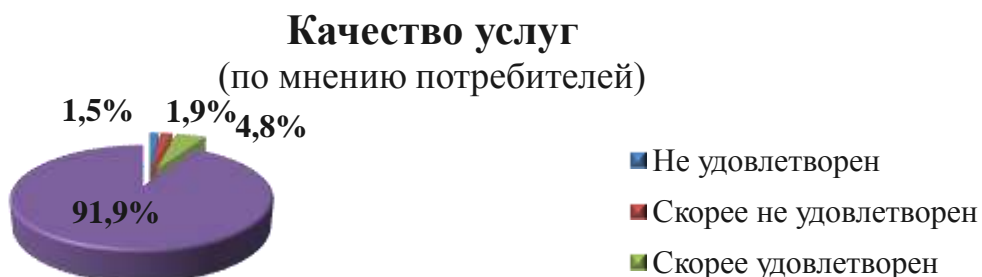 Качество услуг
(по мнению потребителей)
1,5% 1,9% 4,8%
91,9%
Не удовлетворен
Скорее не удовлетворен
Скорее удовлетворен